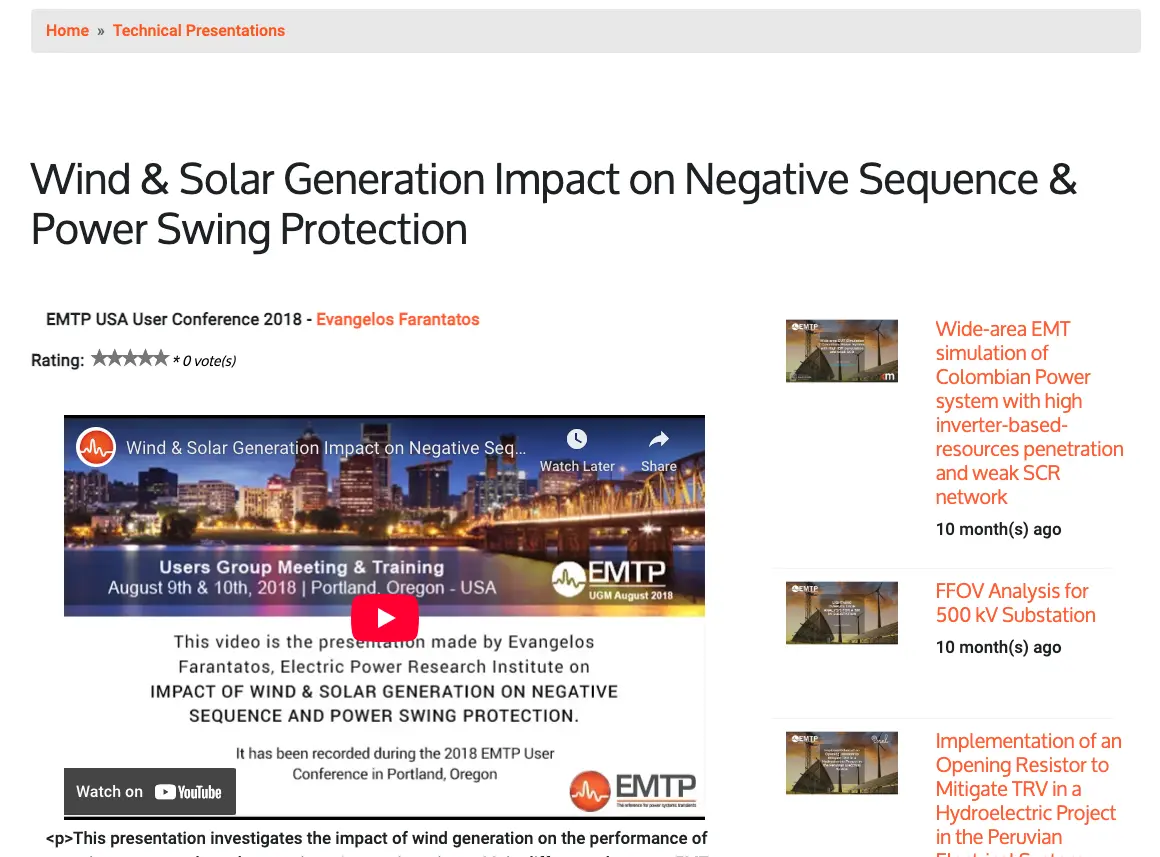 Home » Technical Presentations
Wind & Solar Generation Impact on Negative Sequence &
Power Swing Protection
EMTP USA User Conference 2018 - Evangelos Farantatos
Rating: * 0 vote(s)
Wind & Solar Generation Impact on Negative Seq...
Watch Later
Share
Users Group Meeting & Training
August 9th & 10th, 2018 | Portland, Oregon - USA
EMTP
UGM August 2018
This video is the presentation made by Evangelos
Farantatos, Electric Power Research Institute on
IMPACT OF WIND & SOLAR GENERATION ON NEGATIVE
SEQUENCE AND POWER SWING PROTECTION.
It has been recorded during the 2018 EMTP User
Conference in Portland, Oregon
Watch on YouTube
EMTP
The reference for power systems transients
<p>This presentation investigates the impact of wind generation on the performance of
EMTP
Wide-area EMT
simulation of
Colombian Power
system with high
inverter-based-
resources penetration
and weak SCR
network
10 month(s) ago
EMTP
FFOV Analysis for
500 kV Substation
10 month(s) ago
EMTP
Implementation of an
Opening Resistor to
Mitigate TRV in a
Hydroelectric Project
in the Peruvian